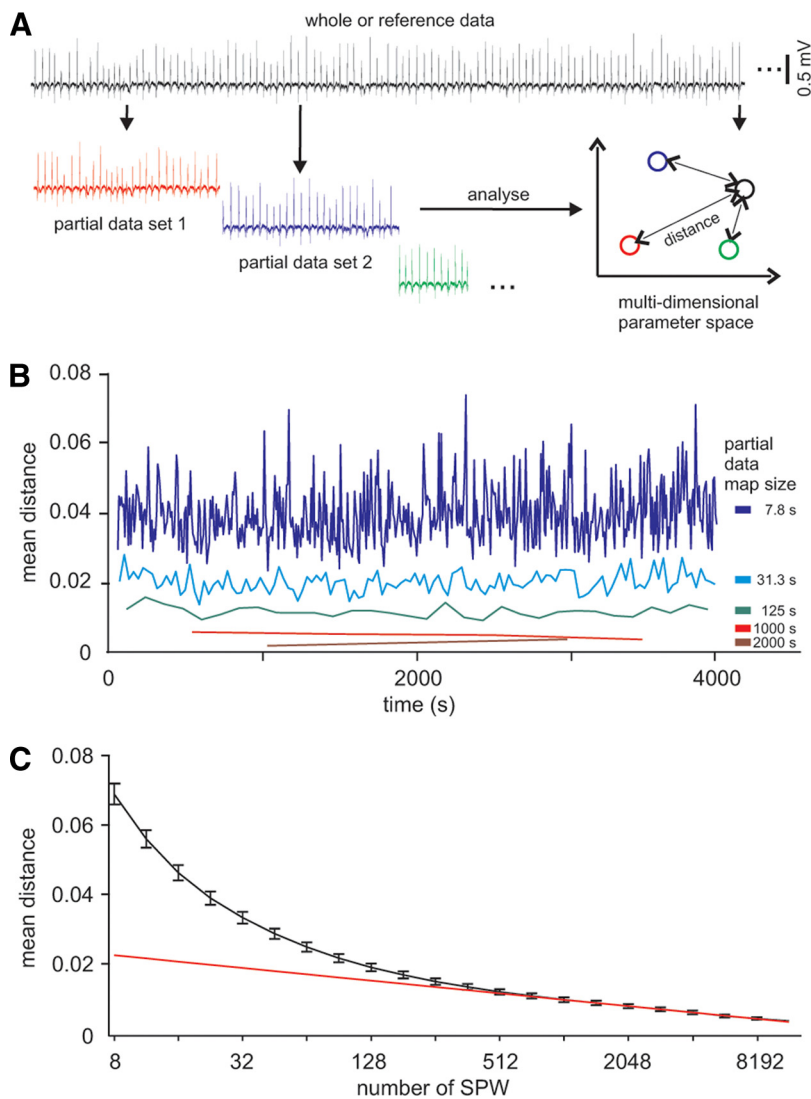 A
whole or reference data
...
0.5 mV
partial data set 1
partial data set 2
...
analyse
distance
multi-dimensional
parameter space
B
mean distance
0.08
0.06
0.04
0.02
0
0
2000
4000
time (s)
partial
data
map size
7.8 s
31.3 s
125 s
1000 s
2000 s
C
mean distance
0.08
0.06
0.04
0.02
0
8
32
128
512
2048
8192
number of SPW